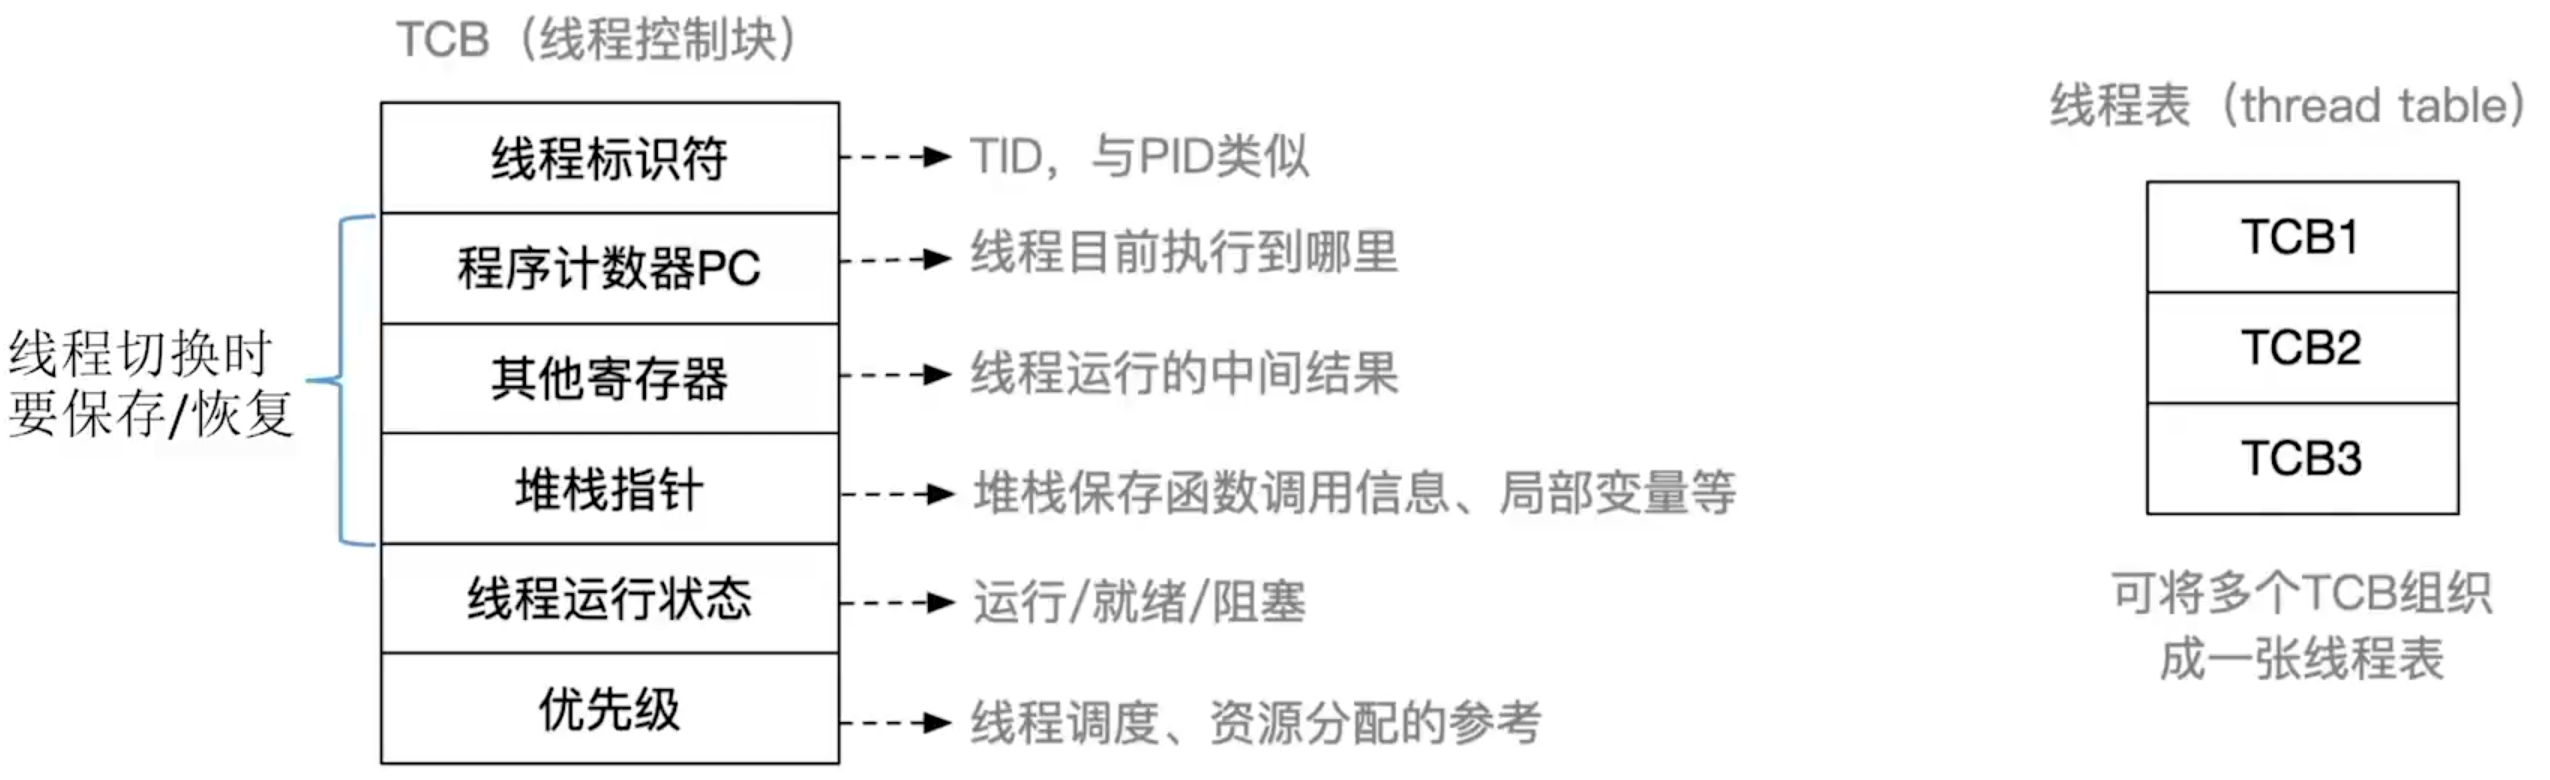 TCB（线程控制块）
线程标识符
TID，与PID类似
程序计数器PC
线程目前执行到哪里
其他寄存器
线程运行的中间结果
堆栈指针
堆栈保存函数调用信息、局部变量等
线程运行状态
运行/就绪/阻塞
优先级
线程调度、资源分配的参考
线程切换时
要保存/恢复
线程表（thread table）
TCB1
TCB2
TCB3
可将多个TCB组织
成一张线程表